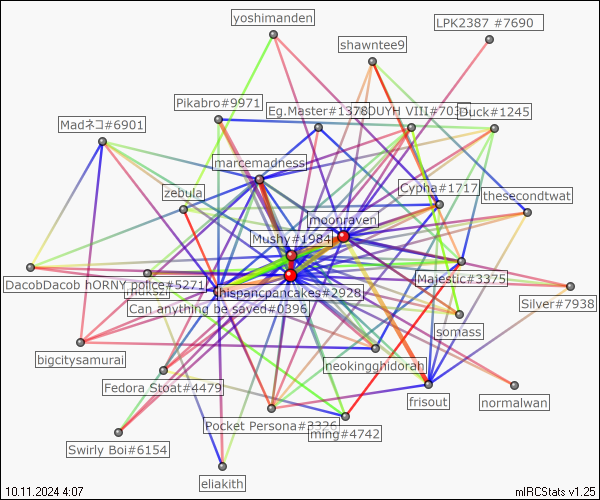 yoshimanden
LPK2387 #7690
shawntee9
Pikabro#9971
Eg.Master#1378
DUYH VIII#703
Duck#1245
Madネコ#6901
marcemadness
zebula
Cypha#1717
thesecondtwat
moonraven
Mushy#1984
Majestic#3375
DacobDacob hORNY police#5271
hispancpancakes#2928
Silver#7938
Can anything be saved#0396
somass
bigcitysamurai
neokingghidorah
Fedora Stoat#4479
frisout
normalwan
Pocket Persona#3326
ming#4742
Swirly Boi#6154
eliakith
10.11.2024 4:07
mIRCStats v1.25